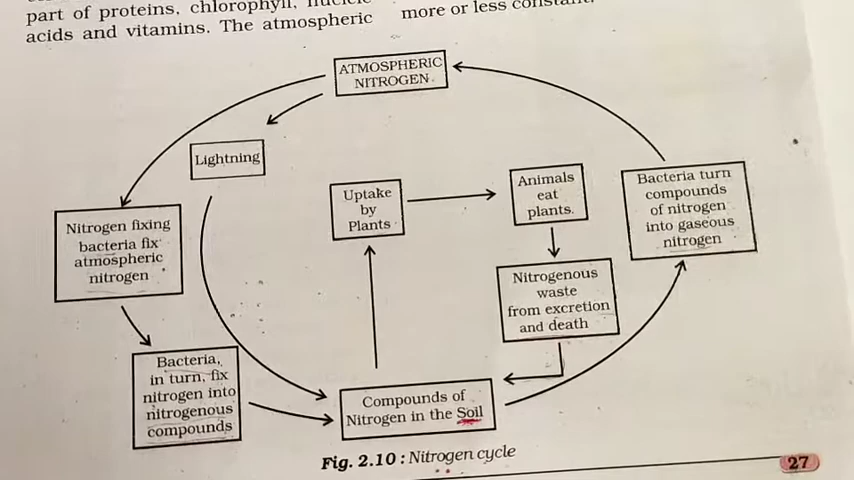 part of proteins, chlorophyll, nucleic
acids and vitamins. The atmospheric
more or less constant.
ATMOSPHERIC
NITROGEN.
Lightning
Nitrogen fixing
bacteria fix
atmospheric
nitrogen
Bacteria,
in turn, fix
nitrogen into
nitrogenous
compounds
Uptake
by
Plants
Animals
eat
plants.
Nitrogenous
waste
from excretion
and death
Bacteria turn
compounds
of nitrogen
into gaseous
nitrogen
Compounds of
Nitrogen in the Soil
Fig. 2.10 : Nitrogen cycle
27